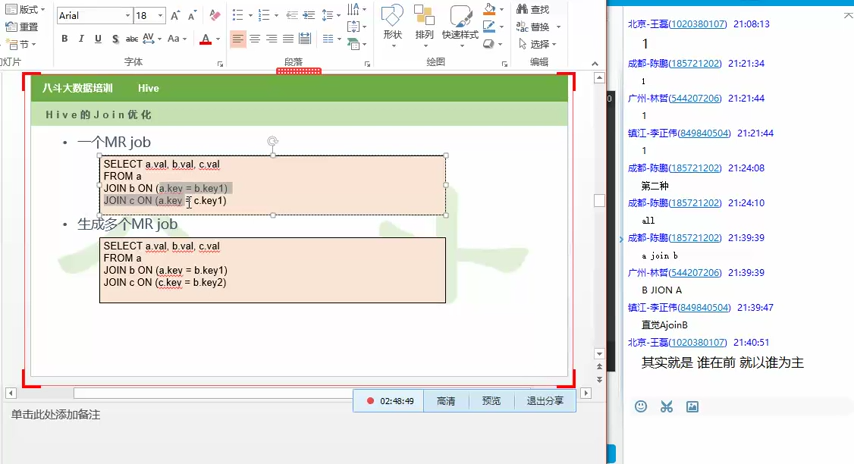 版式
重置
节
灯片
Arial
18
B I U S abc AV Aa A
字体
段落
形状
排列
快速样式
绘图
查找
替换
选择
编辑
八斗大数据培训 Hive
Hive的Join优化
• 一个MR job
SELECT a.val, b.val, c.val
FROM a
JOIN b ON (a.key = b.key1)
JOIN c ON (a.key = c.key1)
• 生成多个MR job
SELECT a.val, b.val, c.val
FROM a
JOIN b ON (a.key = b.key1)
JOIN c ON (c.key = b.key2)
02:48:49
高清
预览
退出分享
单击此处添加备注
北京-王磊(1020380107) 21:08:13
1
成都-陈鹏(185721202) 21:21:34
1
广州-林哲(544207206) 21:21:44
1
镇江-李正伟(849840504) 21:21:44
1
成都-陈鹏(185721202) 21:24:08
第二种
成都-陈鹏(185721202) 21:24:10
all
成都-陈鹏(185721202) 21:39:39
a join b
广州-林哲(544207206) 21:39:39
B JION A
镇江-李正伟(849840504) 21:39:47
直觉AjoinB
北京-王磊(1020380107) 21:40:51
其实就是 谁在前 就以谁为主